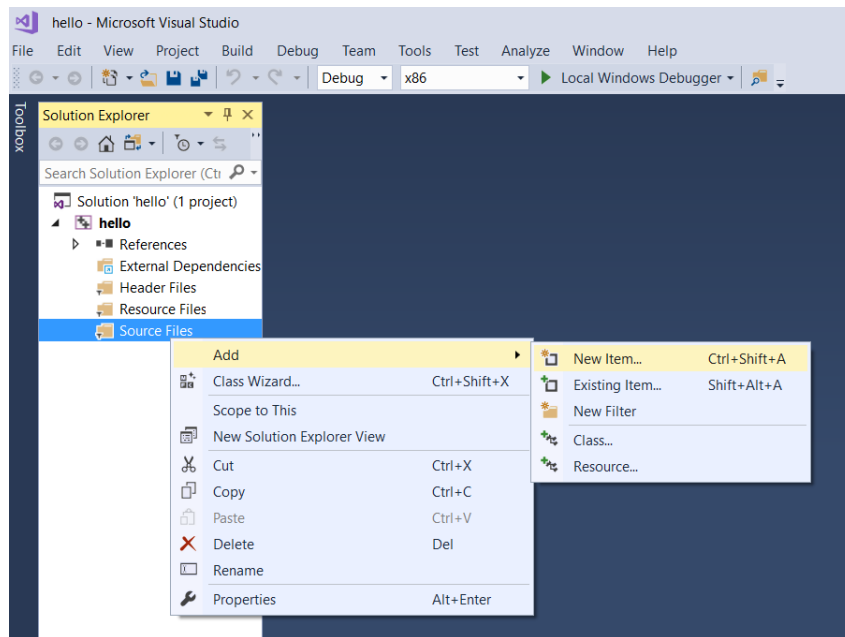 hello - Microsoft Visual Studio
File Edit View Project Build Debug Team Tools Test Analyze Window Help
Debug x86 Local Windows Debugger
Toolbox
Solution Explorer
Search Solution Explorer (Ctr
Solution 'hello' (1 project)
hello
References
External Dependencies
Header Files
Resource Files
Source Files
Add
Class Wizard... Ctrl+Shift+X
Scope to This
New Solution Explorer View
Cut Ctrl+X
Copy Ctrl+C
Paste Ctrl+V
Delete Del
Rename
Properties Alt+Enter
New Item... Ctrl+Shift+A
Existing Item... Shift+Alt+A
New Filter
Class...
Resource...